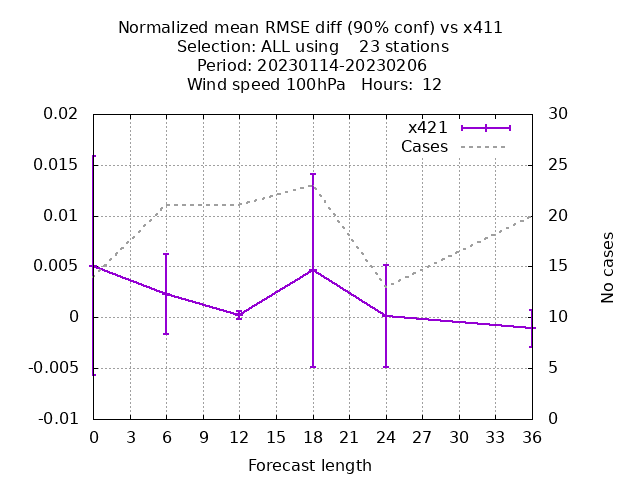 Normalized mean RMSE diff (90% conf) vs x411
Selection: ALL using    23 stations
Period: 20230114-20230206
Wind speed 100hPa   Hours:  12
x421
Cases
0.02
0.015
0.01
0.005
0
-0.005
-0.01
30
25
20
15
10
5
0
No cases
0 3 6 9 12 15 18 21 24 27 30 33 36
Forecast length